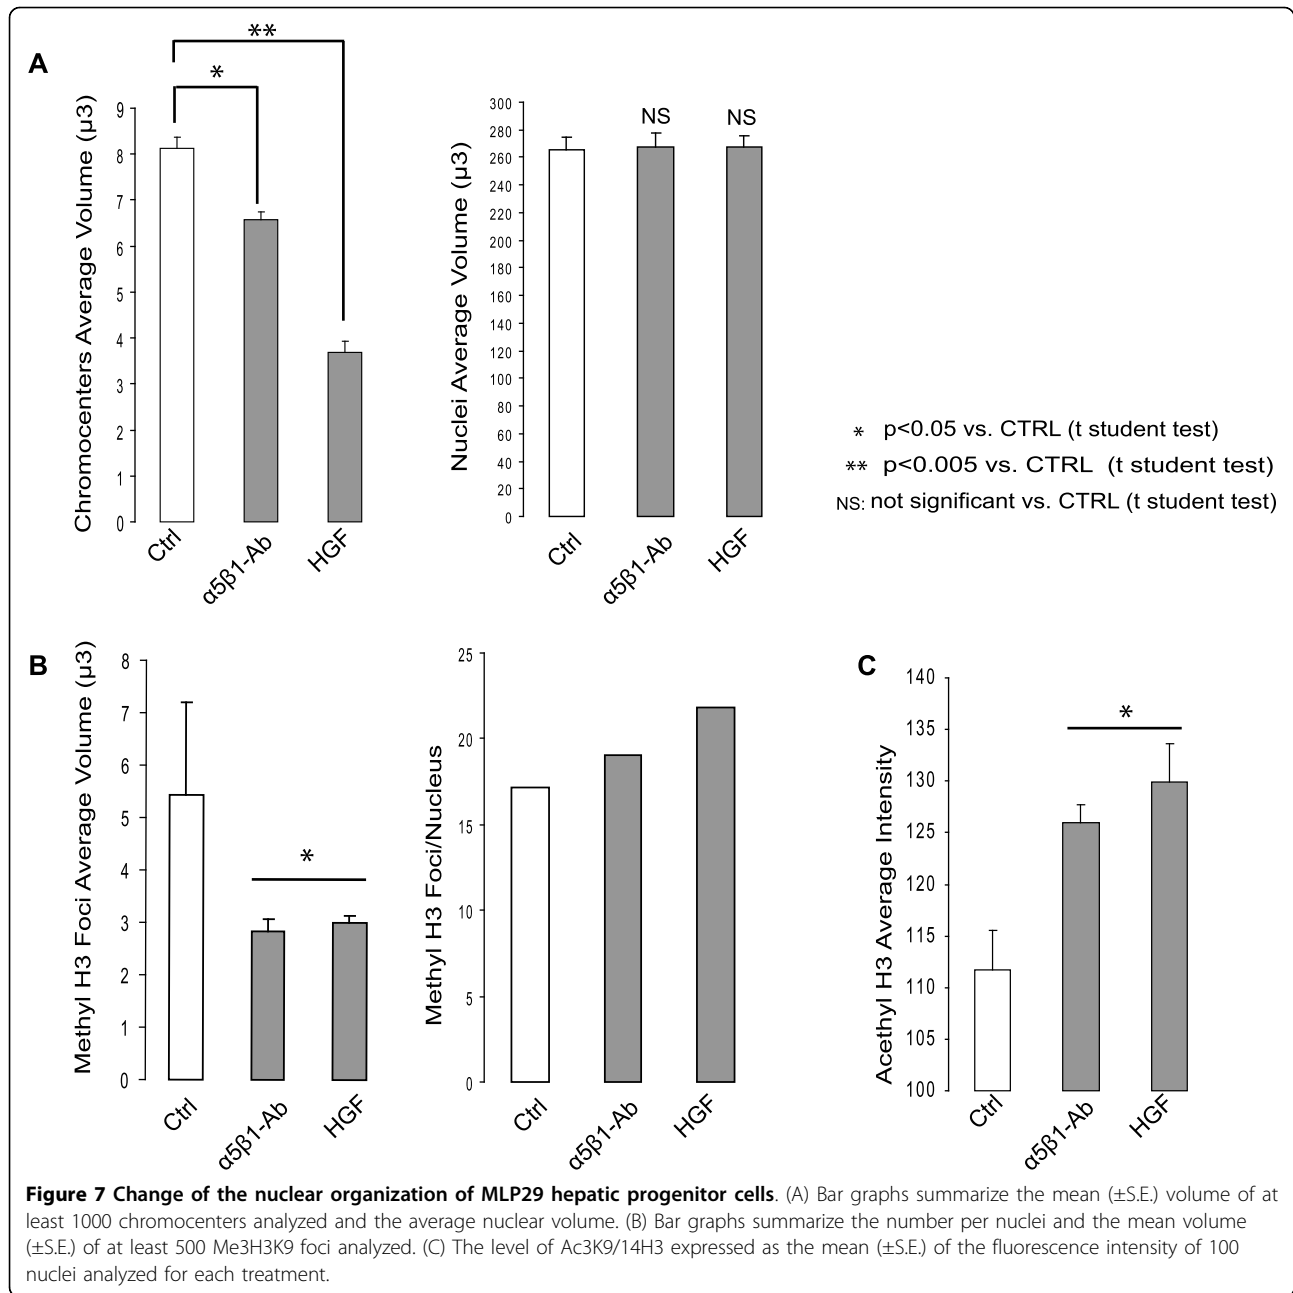 A
**
*
Chromocenters Average Volume (µ3)
9
8
7
6
5
4
3
2
1
0
Ctrl
α5β1-Ab
HGF
Nuclei Average Volume (µ3)
300
280
260
240
220
200
180
160
140
120
100
80
60
40
20
0
NS
NS
Ctrl
α5β1-Ab
HGF
* p<0.05 vs. CTRL (t student test)
** p<0.005 vs. CTRL (t student test)
NS: not significant vs. CTRL (t student test)
B
Methyl H3 Foci Average Volume (µ3)
8
7
6
5
4
3
2
1
0
*
Ctrl
α5β1-Ab
HGF
Methyl H3 Foci/Nucleus
25
20
15
10
5
0
Ctrl
α5β1-Ab
HGF
C
Acethyl H3 Average Intensity
140
135
130
125
120
115
110
105
100
*
Ctrl
α5β1-Ab
HGF
Figure 7 Change of the nuclear organization of MLP29 hepatic progenitor cells. (A) Bar graphs summarize the mean (±S.E.) volume of at
least 1000 chromocenters analyzed and the average nuclear volume. (B) Bar graphs summarize the number per nuclei and the mean volume
(±S.E.) of at least 500 Me3H3K9 foci analyzed. (C) The level of Ac3K9/14H3 expressed as the mean (±S.E.) of the fluorescence intensity of 100
nuclei analyzed for each treatment.